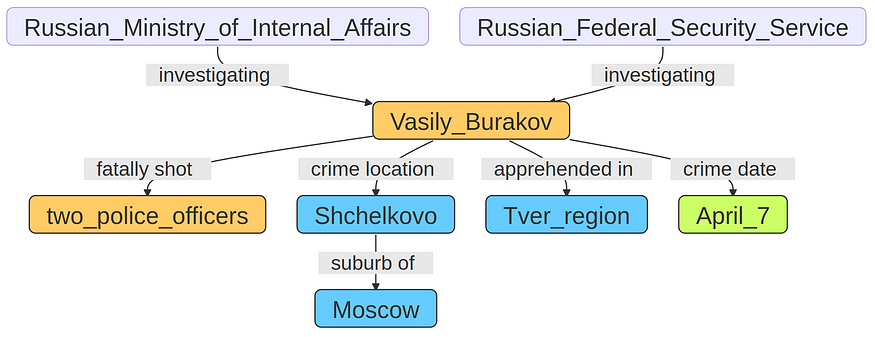 Russian_Ministry_of_Internal_Affairs
Russian_Federal_Security_Service
investigating
investigating
Vasily_Burakov
fatally shot
crime location
apprehended in
crime date
two_police_officers
Shchelkovo
Tver_region
April_7
suburb of
Moscow